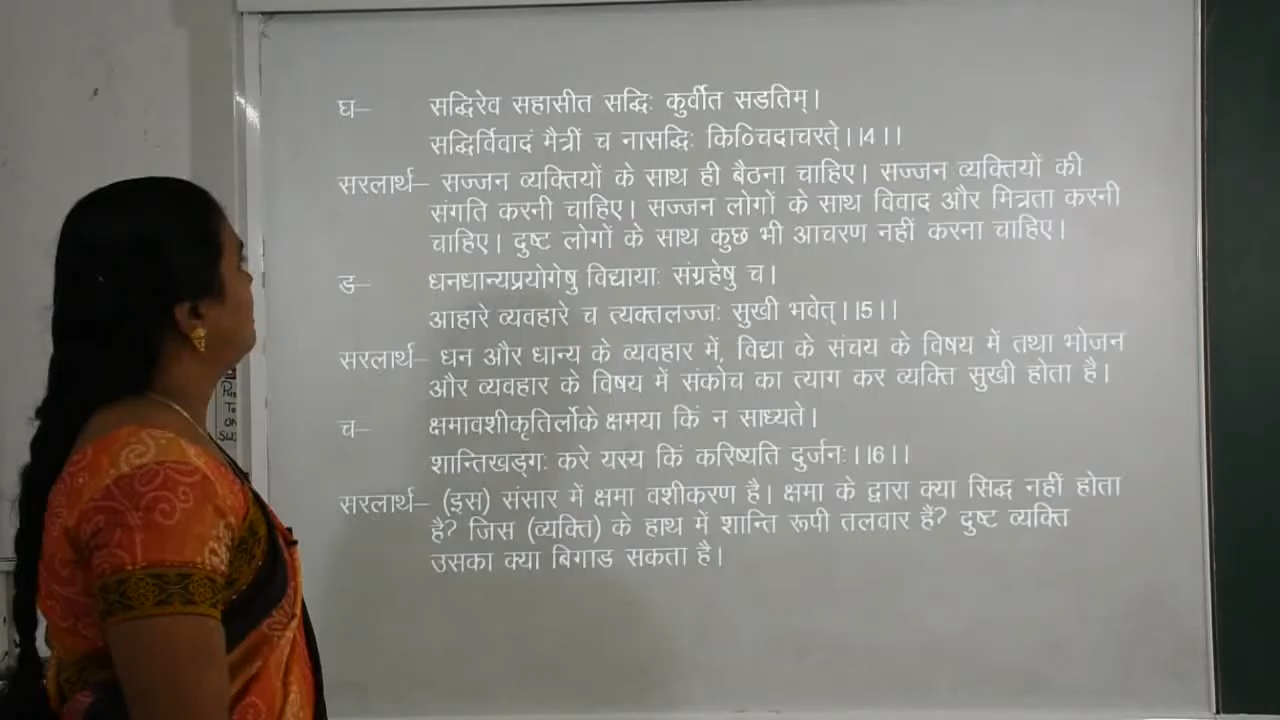 घ– सद्भिरेव सहासीत सद्भिः कुर्वीत सडतिम्।
सद्भिर्विवादं मैत्रीं च नासद्भिः किञ्चिदाचरत्।।4।।
सरलार्थ– सज्जन व्यक्तियों के साथ ही बैठना चाहिए। सज्जन व्यक्तियों की
संगति करनी चाहिए। सज्जन लोगों के साथ विवाद और मित्रता करनी
चाहिए। दुष्ट लोगों के साथ कुछ भी आचरण नहीं करना चाहिए।
ड– धनधान्यप्रयोगेषु विद्यायाः संग्रहेषु च।
आहारे व्यवहारे च त्यक्तलज्जः सुखी भवेत्।।5।।
सरलार्थ– धन और धान्य के व्यवहार में, विद्या के संचय के विषय में तथा भोजन
और व्यवहार के विषय में संकोच का त्याग कर व्यक्ति सुखी होता है।
च– क्षमावशीकृतिर्लोके क्षमया किं न साध्यते।
शान्तिखड्गः करे यस्य किं करिष्यति दुर्जनः।।6।।
सरलार्थ– (इस) संसार में क्षमा वशीकरण है। क्षमा के द्वारा क्या सिद्ध नहीं होता
है? जिस (व्यक्ति) के हाथ में शान्ति रूपी तलवार है? दुष्ट व्यक्ति
उसका क्या बिगाड सकता है।